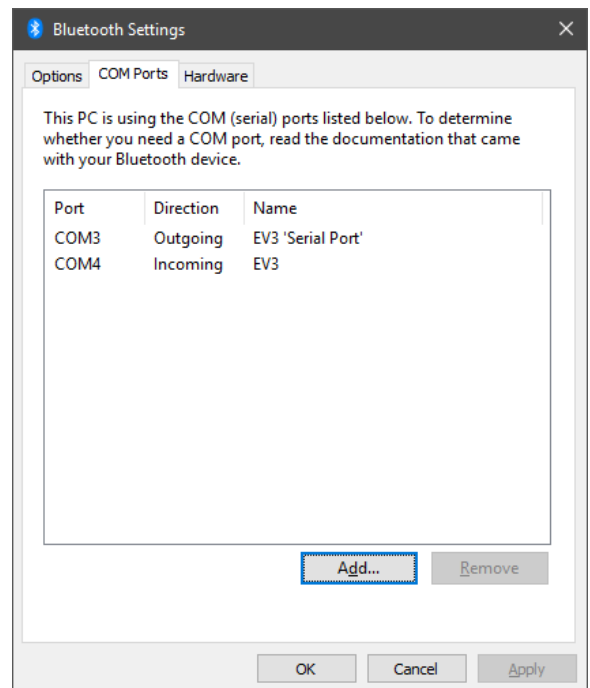 Bluetooth Settings
Options COM Ports Hardware
This PC is using the COM (serial) ports listed below. To determine
whether you need a COM port, read the documentation that came
with your Bluetooth device.
Port Direction Name
COM3 Outgoing EV3 'Serial Port'
COM4 Incoming EV3
Add... Remove
OK Cancel Apply